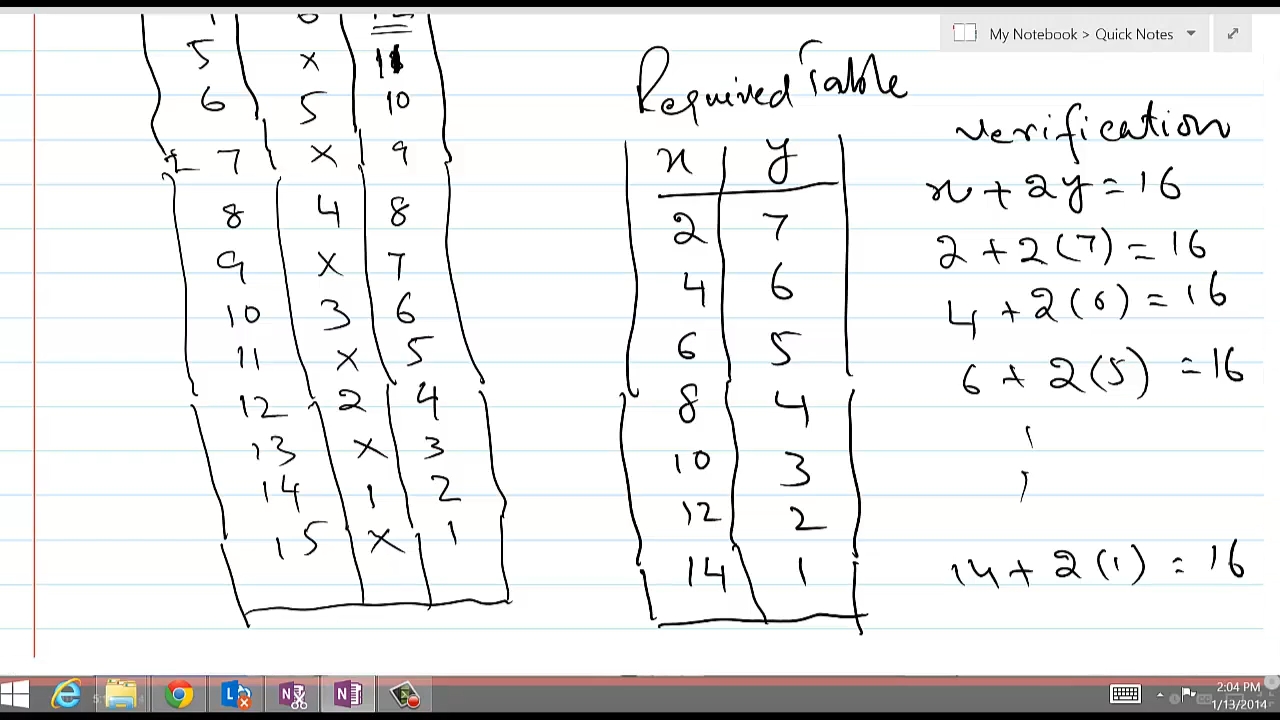 My Notebook > Quick Notes
5 x 11
6 5 10
7 x 9
8 4 8
9 x 7
10 3 6
11 x 5
12 2 4
13 x 3
14 1 2
15 x 1
Required Table
x y
2 7
4 6
6 5
8 4
10 3
12 2
14 1
verification
x + 2y = 16
2 + 2(7) = 16
4 + 2(6) = 16
6 + 2(5) = 16
14 + 2(1) = 16
2:04 PM
1/13/2014